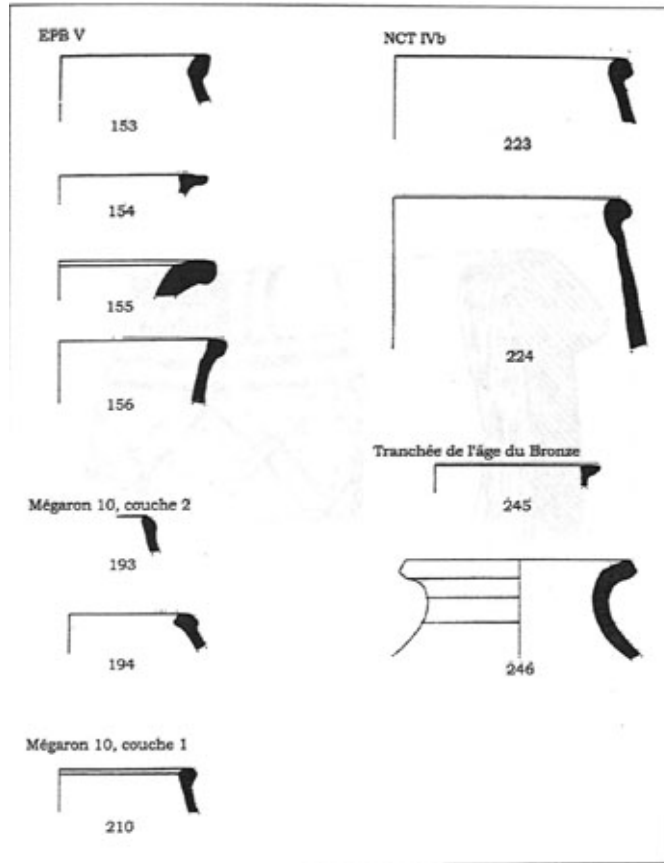 EPB V
153
154
155
156
Mégaron 10, couche 2
193
194
Mégaron 10, couche 1
210
NCT IVb
223
224
Tranchée de l'âge du Bronze
245
246